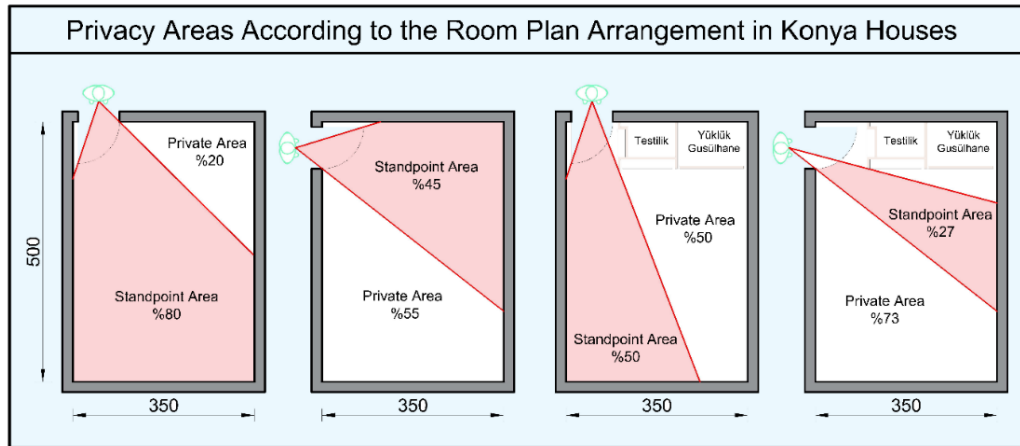 Privacy Areas According to the Room Plan Arrangement in Konya Houses
Private Area
%20
Standpoint Area
%80
500
350
Standpoint Area
%45
Private Area
%55
350
Testilik
Yüklük
Gusülhane
Private Area
%50
Standpoint Area
%50
350
Testilik
Yüklük
Gusülhane
Standpoint Area
%27
Private Area
%73
350